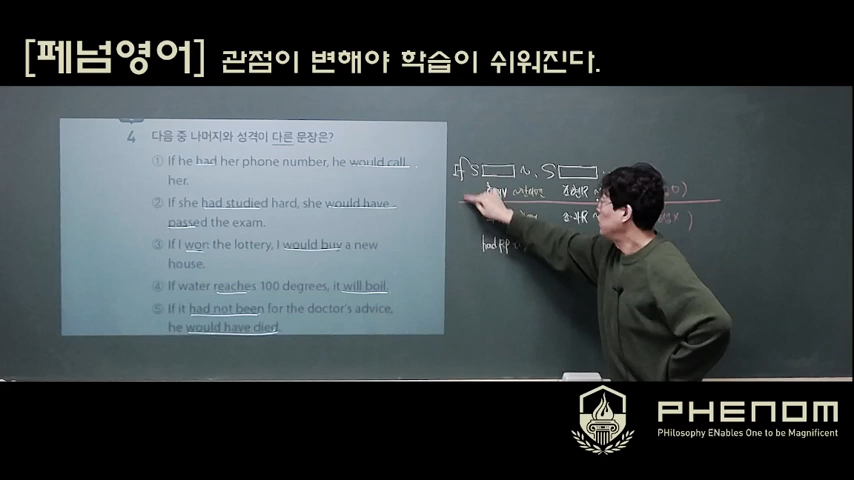 [페넘영어] 관점이 변해야 학습이 쉬워진다.
4 다음 중 나머지와 성격이 다른 문장은?
① If he had her phone number, he would call
her.
② If she had studied hard, she would have
passed the exam.
③ If I won the lottery, I would buy a new
house.
④ If water reaches 100 degrees, it will boil.
⑤ If it had not been for the doctor's advice,
he would have died.
If S ~, S
had pp
PHENOM
PHilosophy ENables One to be Magnificent